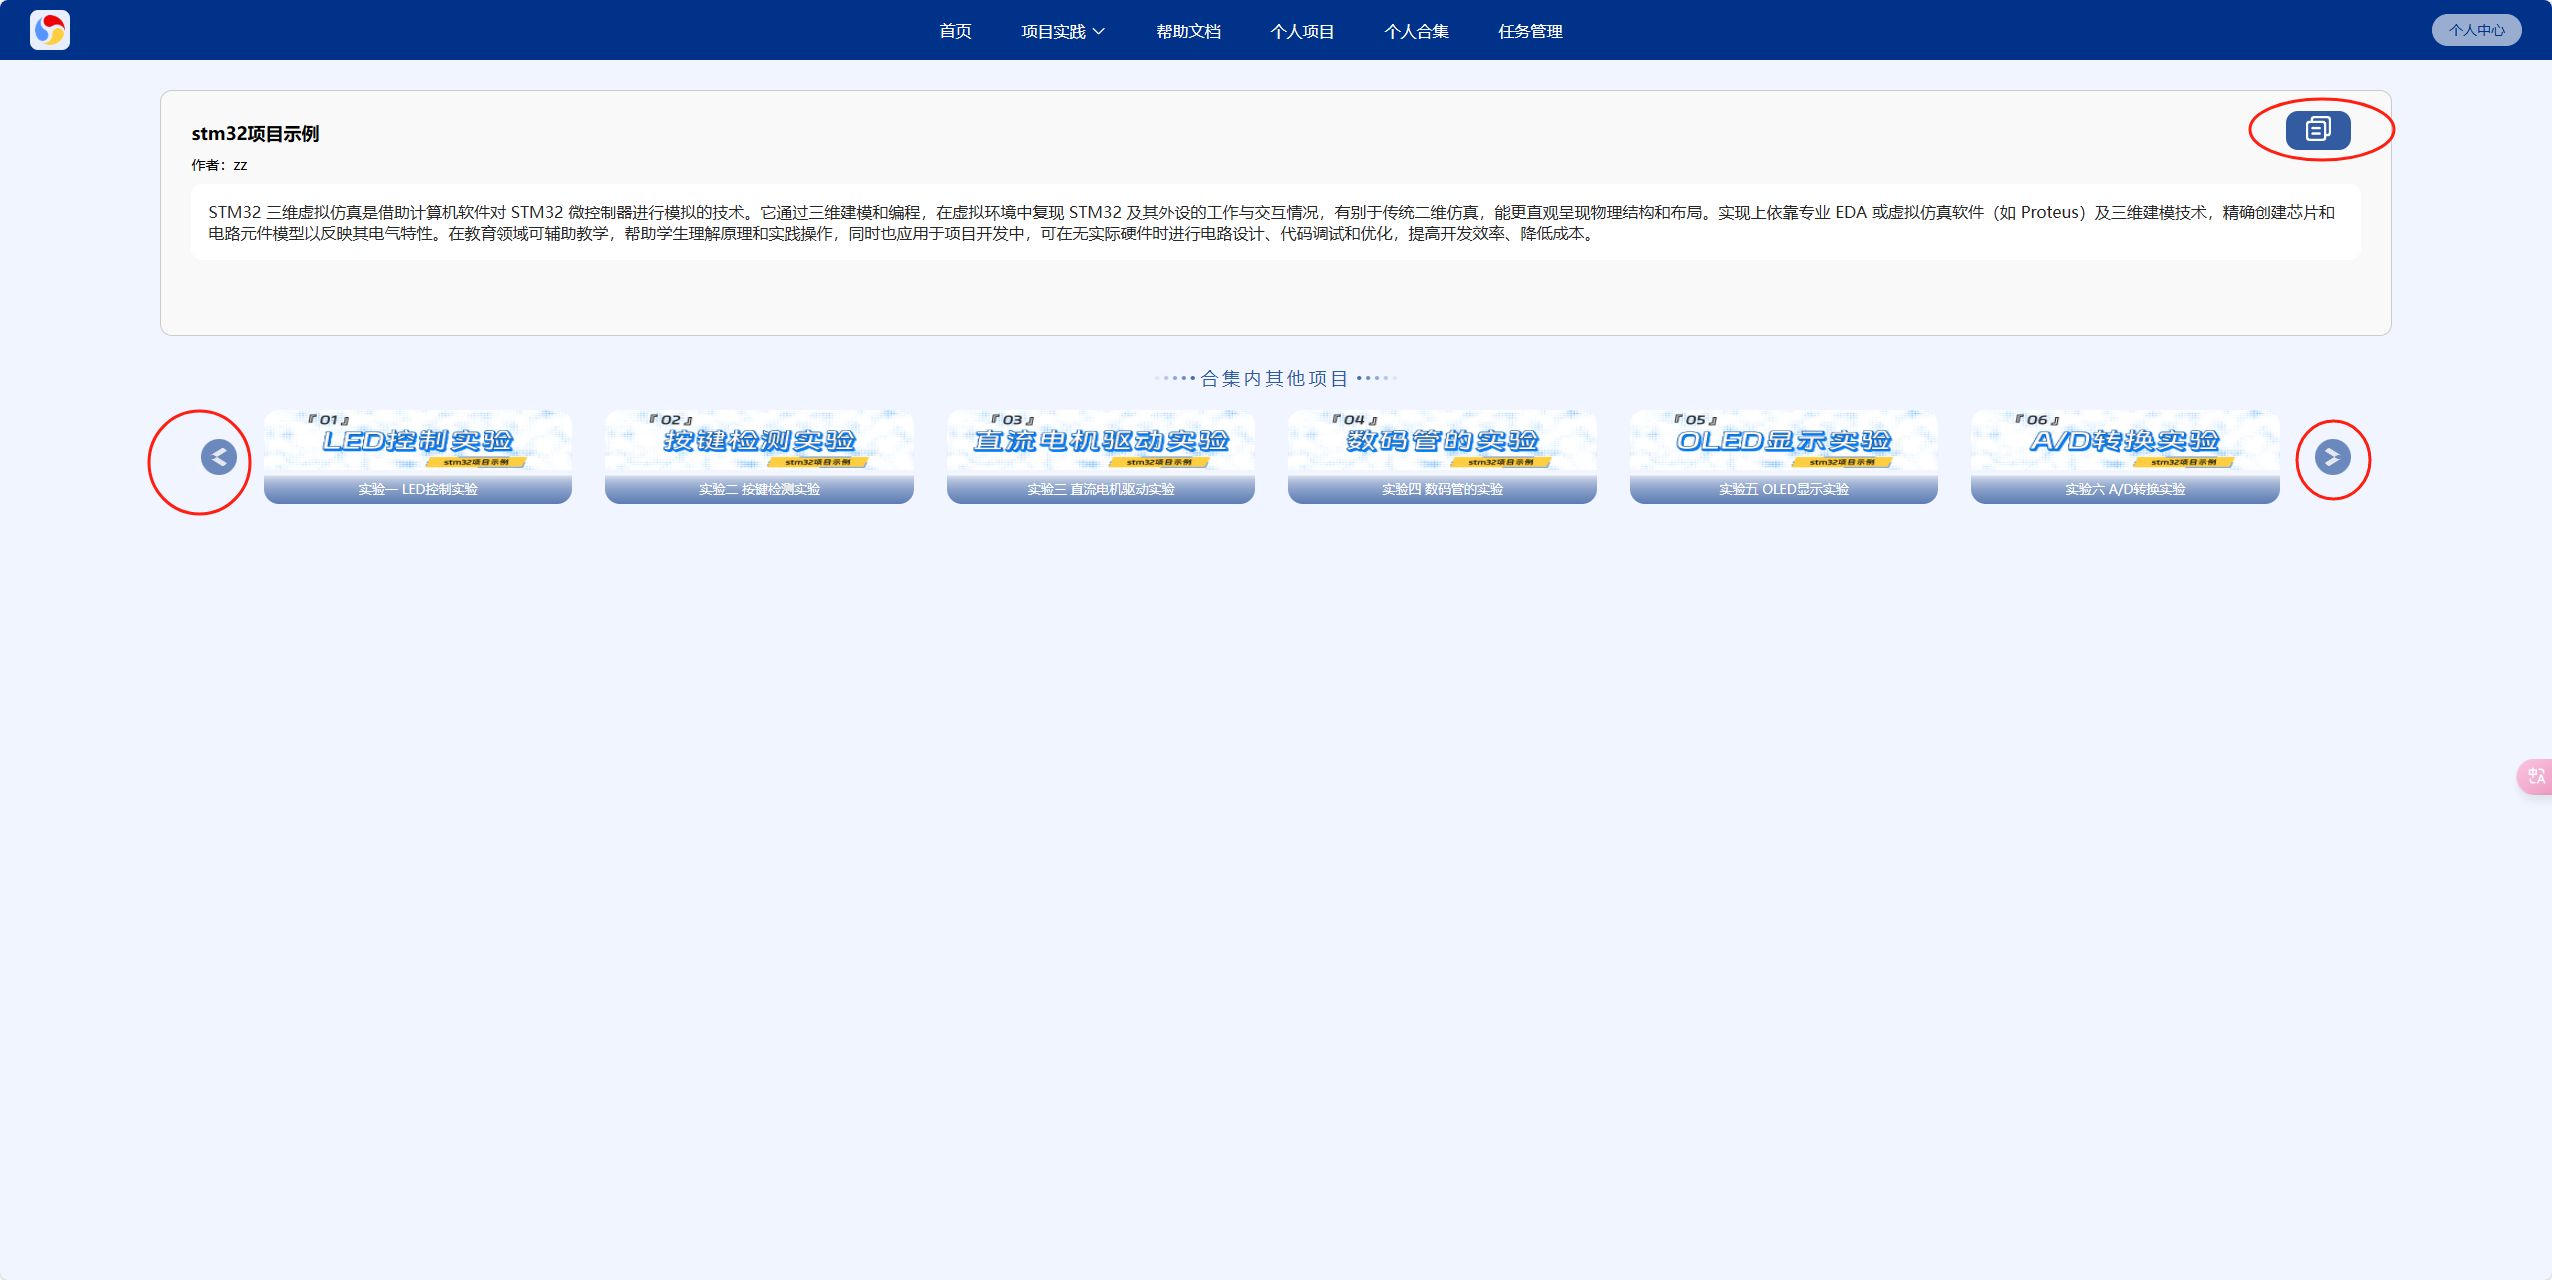 首页 项目实践 帮助文档 个人项目 个人合集 任务管理 个人中心
stm32项目示例
作者：zz
STM32 三维虚拟仿真是借助计算机软件对 STM32 微控制器进行模拟的技术。它通过三维建模和编程，在虚拟环境中复现 STM32 及其外设的工作与交互情况，有别于传统二维仿真，能更直观呈现物理结构和布局。实现上依靠专业 EDA 或虚拟仿真软件（如 Proteus）及三维建模技术，精确创建芯片和
电路元件模型以反映其电气特性。在教育领域可辅助教学，帮助学生理解原理和实践操作，同时也应用于项目开发中，可在无实际硬件时进行电路设计、代码调试和优化，提高开发效率、降低成本。
合集内其他项目
『01』
LED控制实验
stm32项目示例
实验一 LED控制实验
『02』
按键检测实验
stm32项目示例
实验二 按键检测实验
『03』
直流电机驱动实验
stm32项目示例
实验三 直流电机驱动实验
『04』
数码管的实验
stm32项目示例
实验四 数码管的实验
『05』
OLED显示实验
stm32项目示例
实验五 OLED显示实验
『06』
A/D转换实验
stm32项目示例
实验六 A/D转换实验
中A